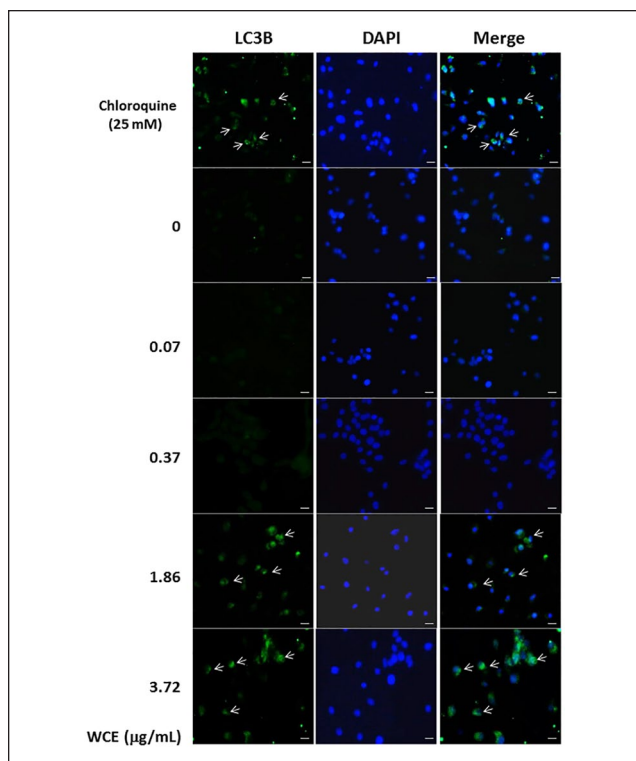 LC3B DAPI Merge
Chloroquine
(25 mM)
0
0.07
0.37
1.86
3.72
WCE (µg/mL)